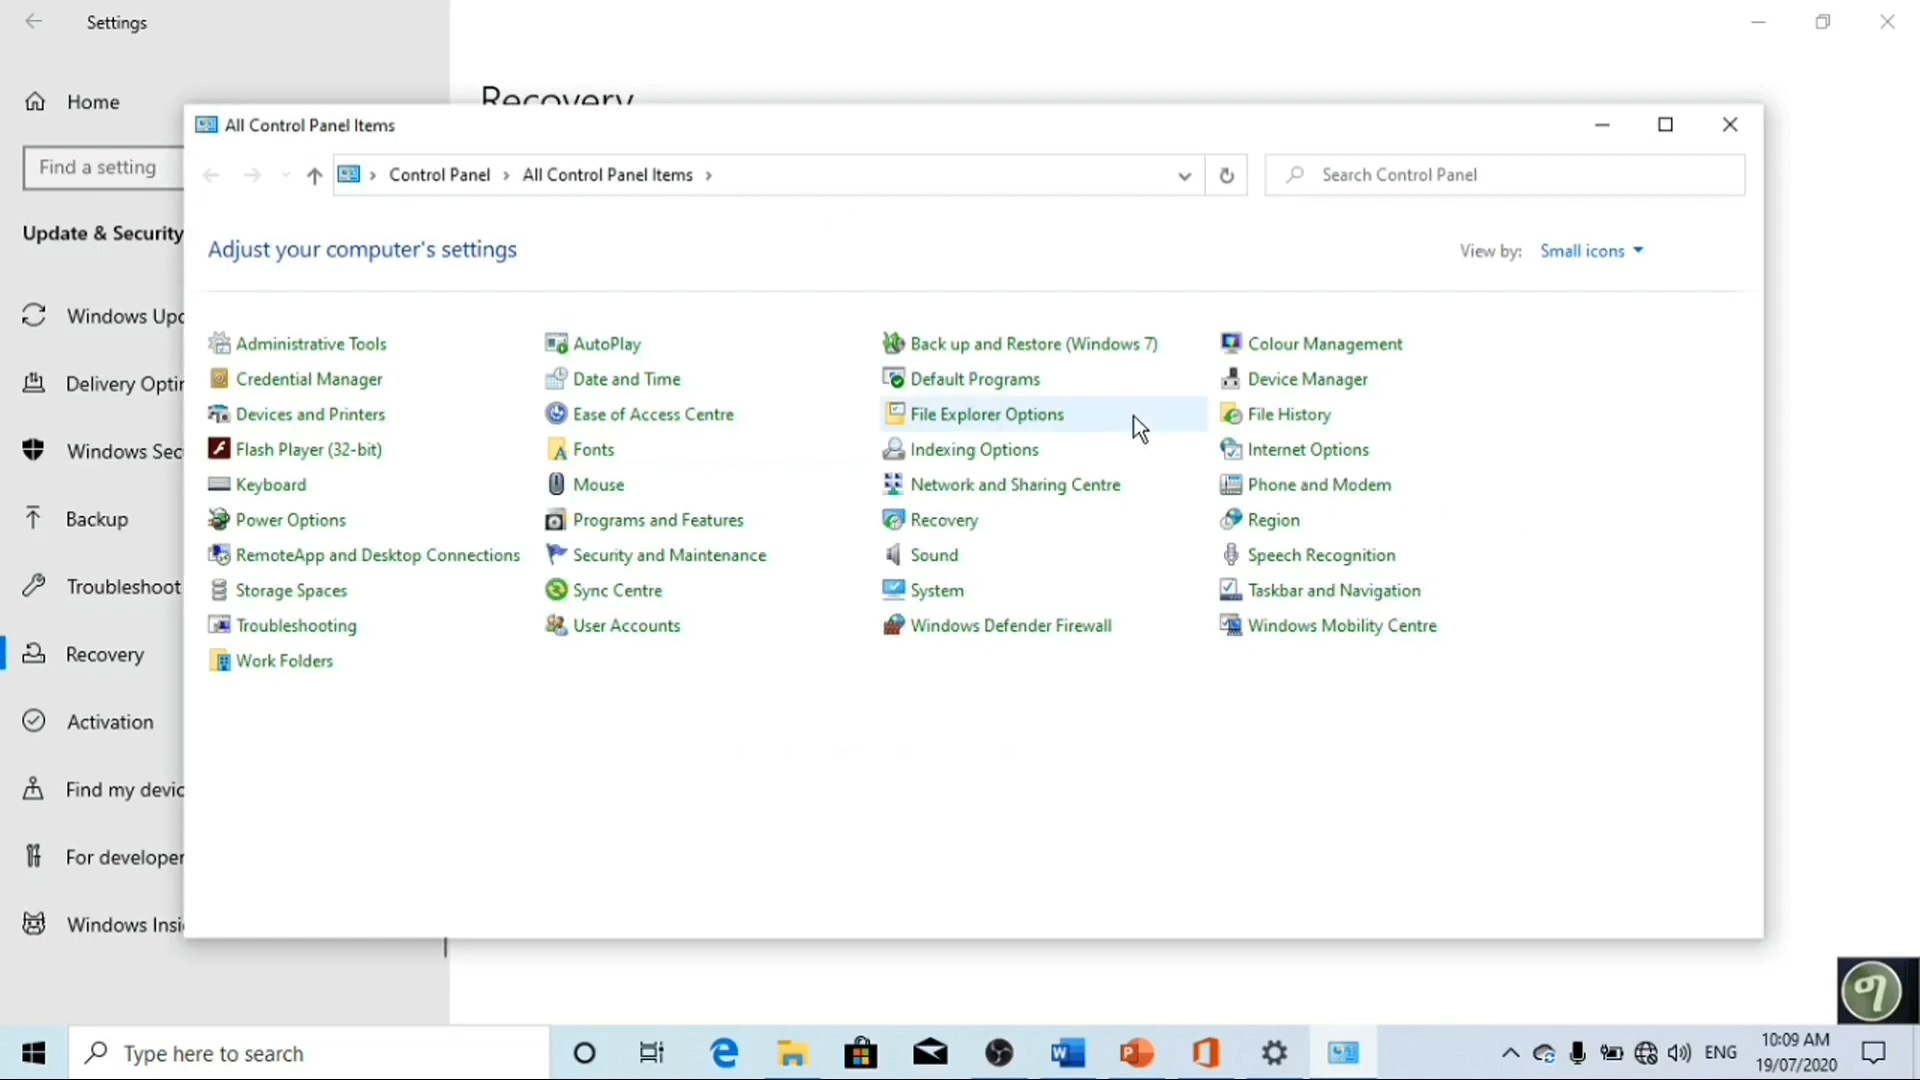 Settings
Home
Recovery
Find a setting
Update & Security
Windows Upd
Delivery Optin
Windows Sec
Backup
Troubleshoot
Recovery
Activation
Find my devic
For developer
Windows Insi
All Control Panel Items
Control Panel > All Control Panel Items >
Search Control Panel
Adjust your computer's settings
View by: Small icons
Administrative Tools
AutoPlay
Back up and Restore (Windows 7)
Colour Management
Credential Manager
Date and Time
Default Programs
Device Manager
Devices and Printers
Ease of Access Centre
File Explorer Options
File History
Flash Player (32-bit)
Fonts
Indexing Options
Internet Options
Keyboard
Mouse
Network and Sharing Centre
Phone and Modem
Power Options
Programs and Features
Recovery
Region
RemoteApp and Desktop Connections
Security and Maintenance
Sound
Speech Recognition
Storage Spaces
Sync Centre
System
Taskbar and Navigation
Troubleshooting
User Accounts
Windows Defender Firewall
Windows Mobility Centre
Work Folders
Type here to search
ENG
10:09 AM
19/07/2020